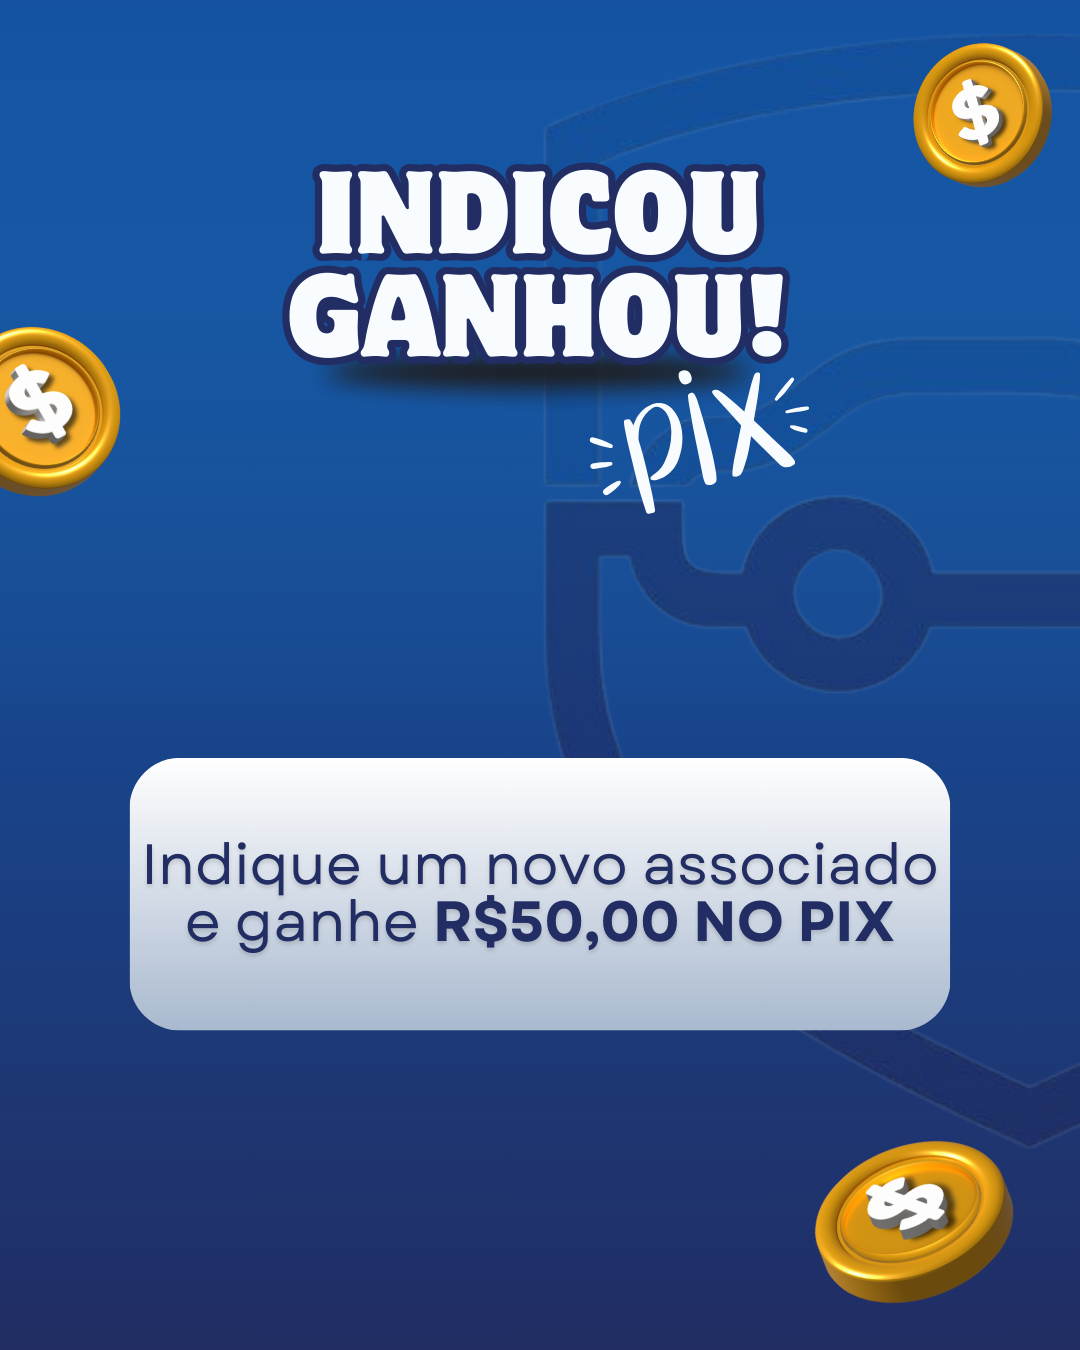 INDICOU
GANHOU!
pix
Indique um novo associado
e ganhe R$50,00 NO PIX
$
$
$